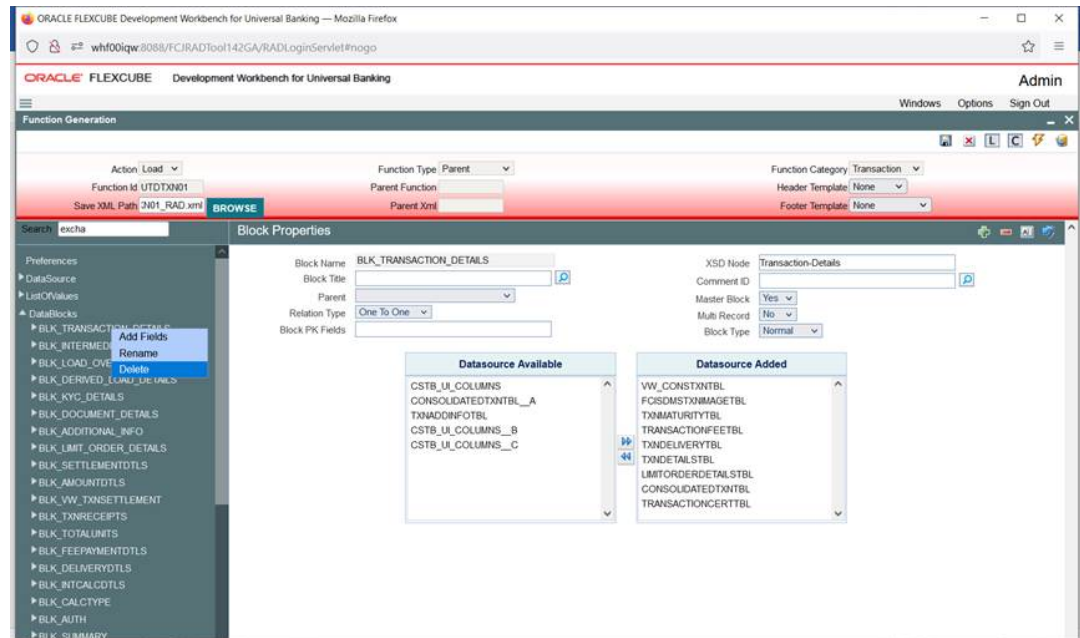 ORACLE FLEXCUBE Development Workbench for Universal Banking — Mozilla Firefox
whf00iqw:8088/FCJRADTool142GA/RADLoginServlet#nogo
ORACLE FLEXCUBE Development Workbench for Universal Banking
Admin
Windows Options Sign Out
Function Generation
Action Load Function Type Parent Function Category Transaction
Function Id UTDTXN01 Parent Function Header Template None
Save XML Path 2N01_RAD.xml BROWSE Parent Xml Footer Template None
Search excha
Block Properties
Preferences
DataSource
ListOfValues
DataBlocks
BLK_TRANSACTION_DETAILS
Add Fields
Rename
Delete
BLK_INTERMED
BLK_LOAD_OVE
BLK_DERIVED_LOAD_DETAILS
BLK_KYC_DETAILS
BLK_DOCUMENT_DETAILS
BLK_ADDITIONAL_INFO
BLK_LIMIT_ORDER_DETAILS
BLK_SETTLEMENTDTLS
BLK_AMOUNTDTLS
BLK_VW_TXNSETTLEMENT
BLK_TXNRECEIPTS
BLK_TOTALUNITS
BLK_FEEPAYMENTDTLS
BLK_DELIVERYDTLS
BLK_INTCALCDTLS
BLK_CALCTYPE
BLK_AUTH
BLK_SUMMARY
Block Name BLK_TRANSACTION_DETAILS XSD Node Transaction-Details
Block Title Comment ID
Parent Master Block Yes
Relation Type One To One Multi Record No
Block PK Fields Block Type Normal
Datasource Available
CSTB_UI_COLUMNS
CONSOLIDATEDTXNTBL__A
TXNADDINFOTBL
CSTB_UI_COLUMNS__B
CSTB_UI_COLUMNS__C
Datasource Added
VW_CONSTXNTBL
FCISDMSTXNIMAGETBL
TXNMATURITYTBL
TRANSACTIONFEETBL
TXNDELIVERYTBL
TXNDETAILSTBL
LIMITORDERDETAILSTBL
CONSOLIDATEDTXNTBL
TRANSACTIONCERTTBL